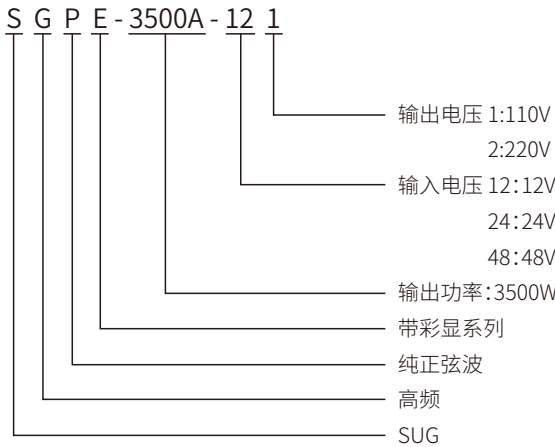 S G P E - 3500A - 12 1
输出电压 1:110V
2:220V
输入电压 12:12V
24:24V
48:48V
输出功率:3500W
带彩显系列
纯正弦波
高频
SUG